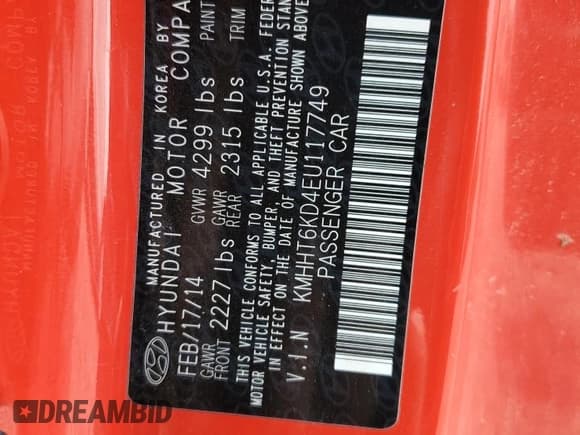 MANUFACTURED IN KOREA BY
HYUNDAI MOTOR COMPA
FEB/17/14 GVWR 4299 lbs PAINT
GAWR FRONT 2227 lbs GAWR REAR 2315 lbs TRIM
THIS VEHICLE CONFORMS TO ALL APPLICABLE U.S.A. FEDER
MOTOR VEHICLE SAFETY, BUMPER, AND THEFT PREVENTION STAN
IN EFFECT ON THE DATE OF MANUFACTURE SHOWN ABOVE
V.I.N KMHHT6KD4EU117749
PASSENGER CAR
DREAMBID